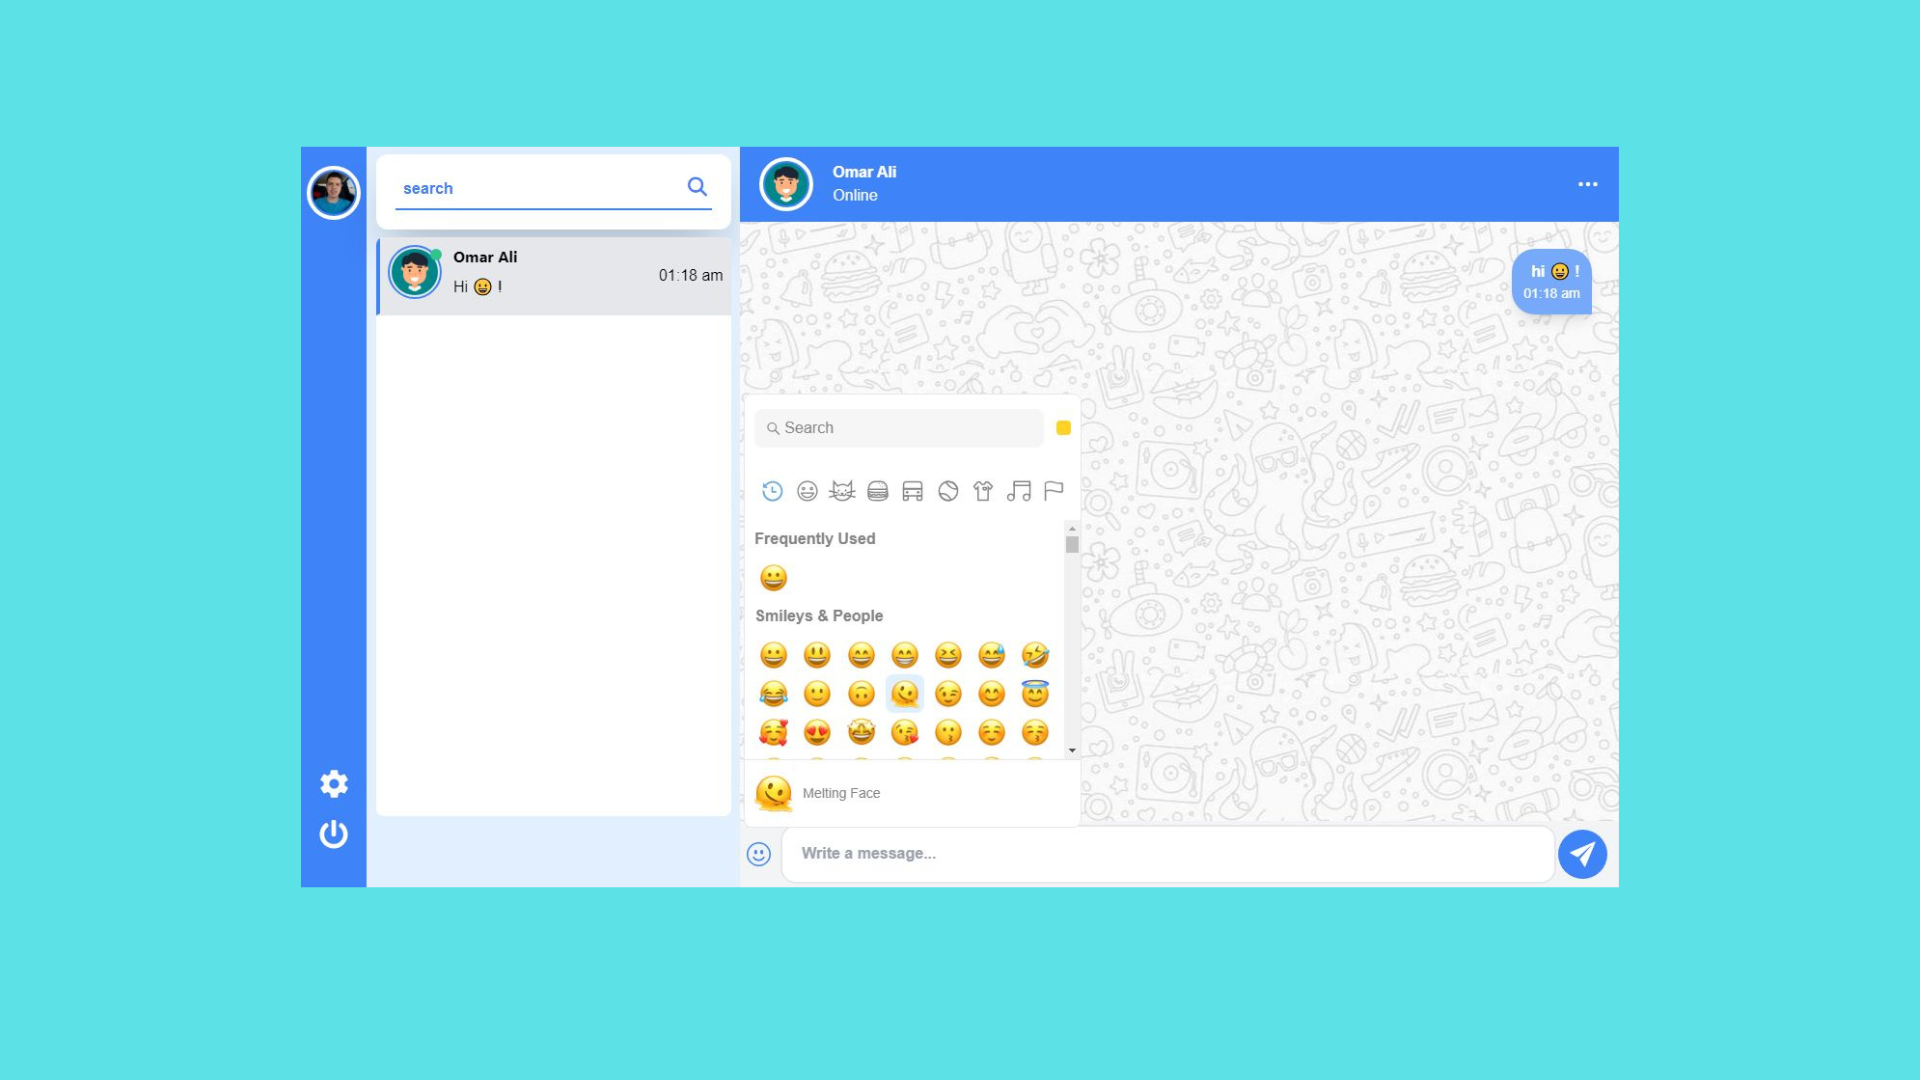 search
Omar Ali
Hi 😀 !
01:18 am
Omar Ali
Online
hi 😀 !
01:18 am
Search
Frequently Used
Smileys & People
Melting Face
Write a message...